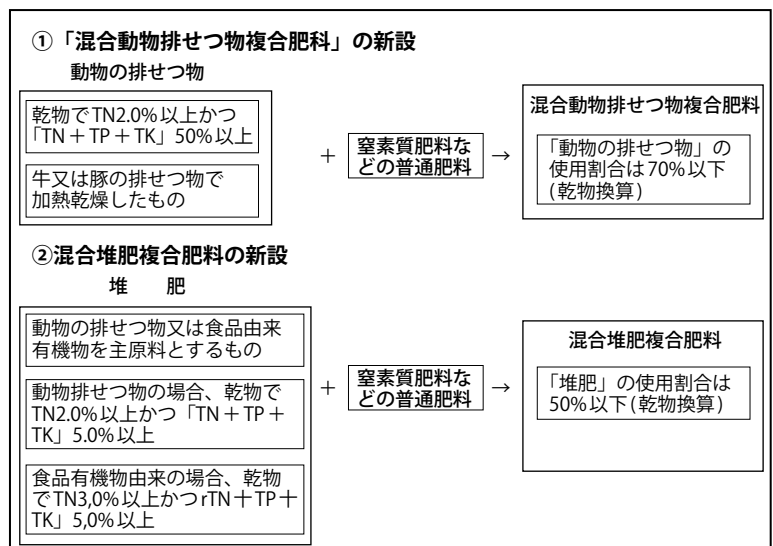 ①「混合動物排せつ物複合肥科」の新設
動物の排せつ物
乾物でTN2.0%以上かつ
「TN＋TP＋TK」50%以上
牛又は豚の排せつ物で
加熱乾燥したもの
＋
窒素質肥料な
どの普通肥料
→
混合動物排せつ物複合肥料
「動物の排せつ物」の
使用割合は70%以下
(乾物換算)
②混合堆肥複合肥料の新設
堆　肥
動物の排せつ物又は食品由来
有機物を主原料とするもの
動物排せつ物の場合、乾物で
TN2.0%以上かつ「TN＋TP＋
TK」5.0%以上
食品有機物由来の場合、乾物
でTN3,0%以上かつrTN＋TP＋
TK」5,0%以上
＋
窒素質肥料な
どの普通肥料
→
混合堆肥複合肥料
「堆肥」の使用割合は
50%以下(乾物換算)